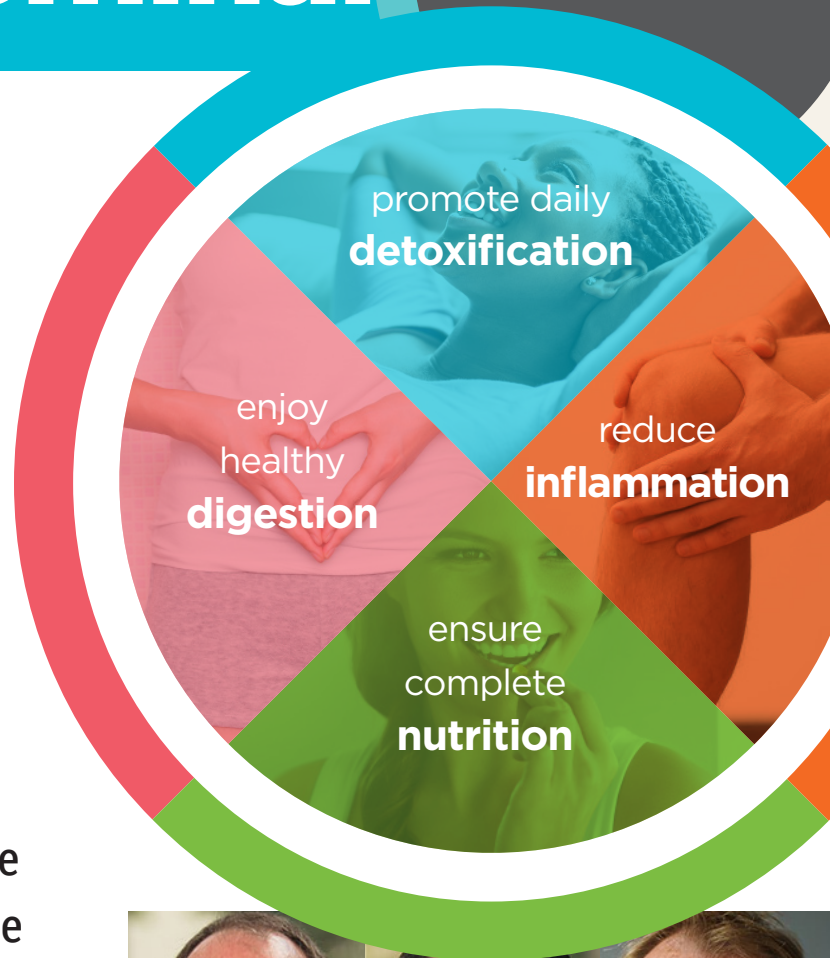 promote daily
detoxification
enjoy
healthy
digestion
reduce
inflammation
ensure
complete
nutrition